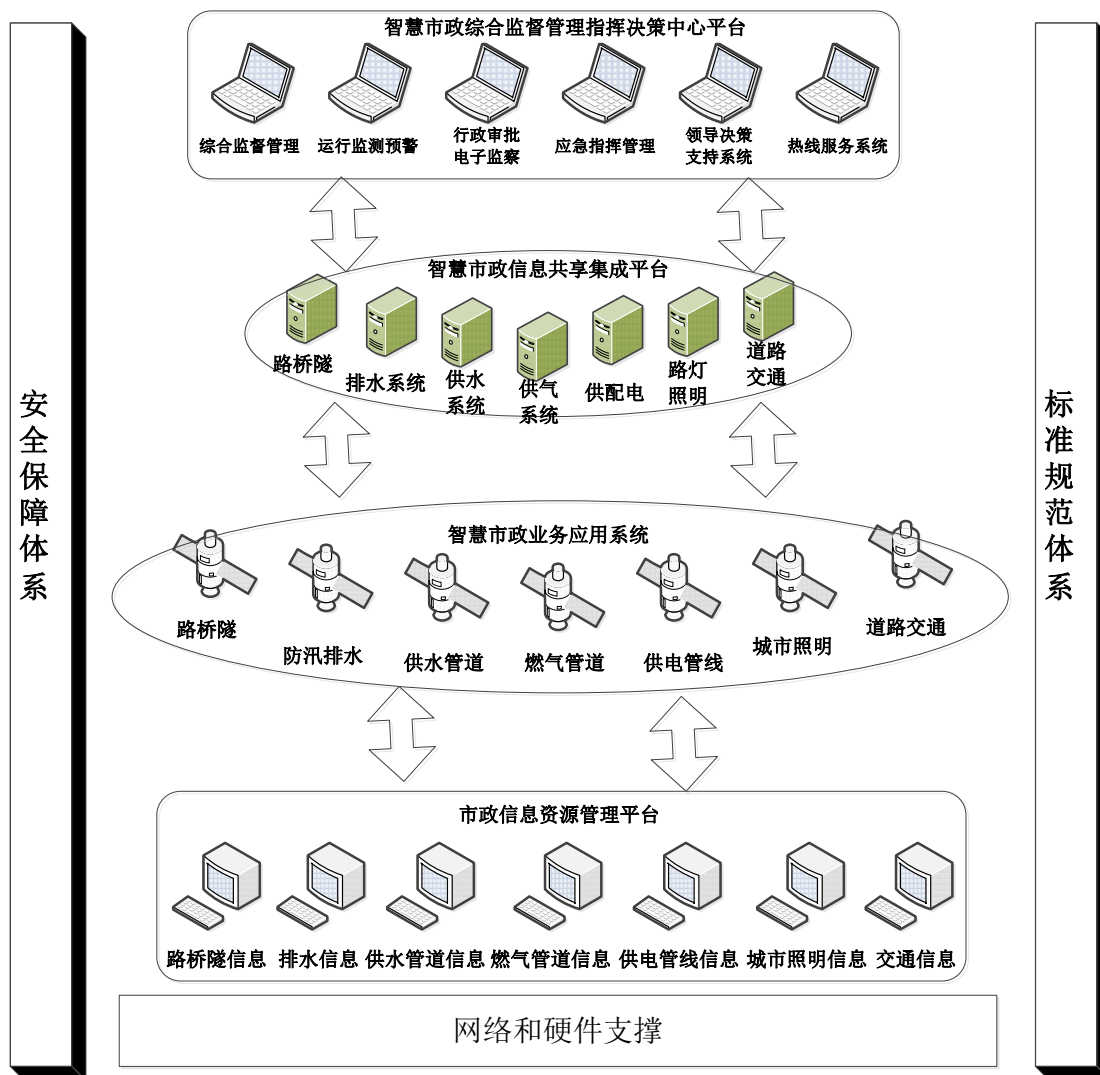 智慧市政综合监督管理指挥决策中心平台
综合监督管理
运行监测预警
行政审批
电子监察
应急指挥管理
领导决策
支持系统
热线服务系统
智慧市政信息共享集成平台
路桥隧
排水系统
供水
系统
供气
系统
供配电
路灯
照明
道路
交通
安全保障体系
标准规范体系
智慧市政业务应用系统
路桥隧
防汛排水
供水管道
燃气管道
供电管线
城市照明
道路交通
市政信息资源管理平台
路桥隧信息
排水信息
供水管道信息
燃气管道信息
供电管线信息
城市照明信息
交通信息
网络和硬件支撑